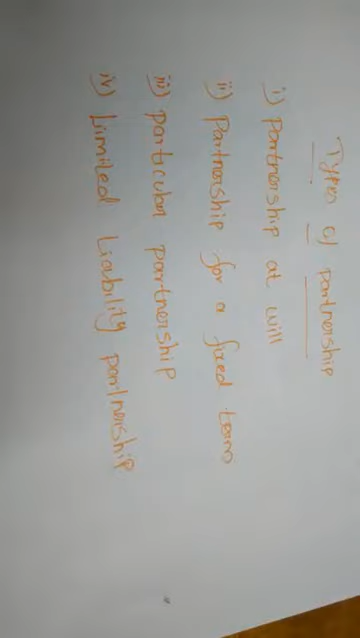 Types of partnership
i) Partnership at will
ii) Partnership for a fixed term
iii) Particular partnership
iv) Limited Liability partnership